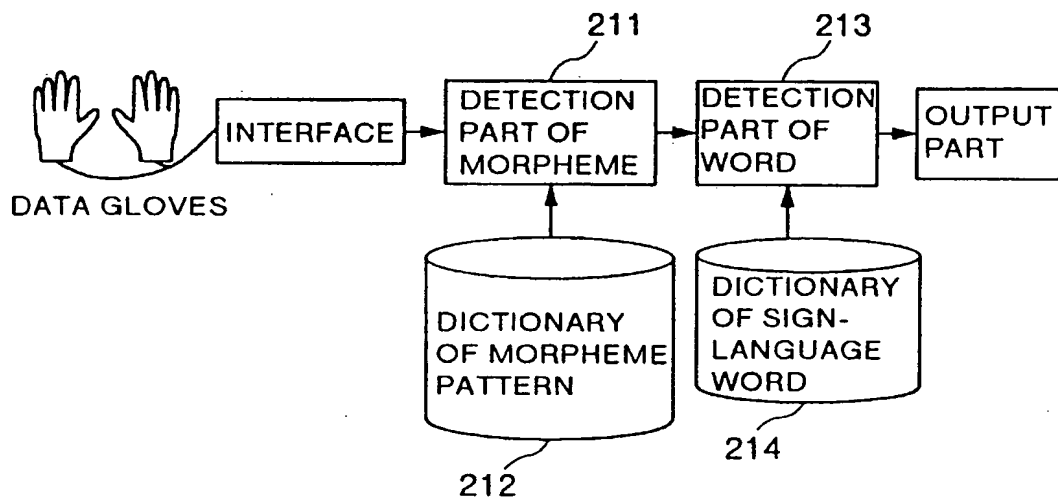 211
213
DETECTION
PART OF
MORPHEME
DETECTION
PART OF
WORD
OUTPUT
PART
INTERFACE
DATA GLOVES
DICTIONARY
OF MORPHEME
PATTERN
DICTIONARY
OF SIGN-
LANGUAGE
WORD
212
214